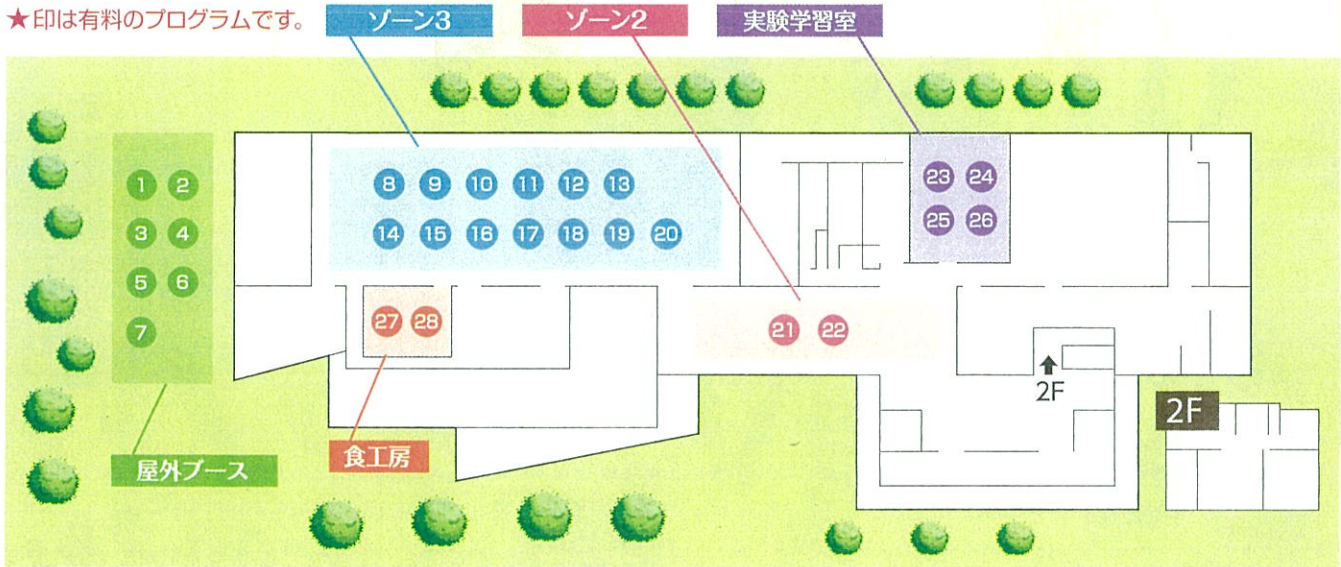 ★印は有料のプログラムです。
ゾーン3
ゾーン2
実験学習室
1 2
3 4
5 6
7
8 9 10 11 12 13
14 15 16 17 18 19 20
23 24
25 26
27 28
21 22
2F
2F
屋外ブース
食工房